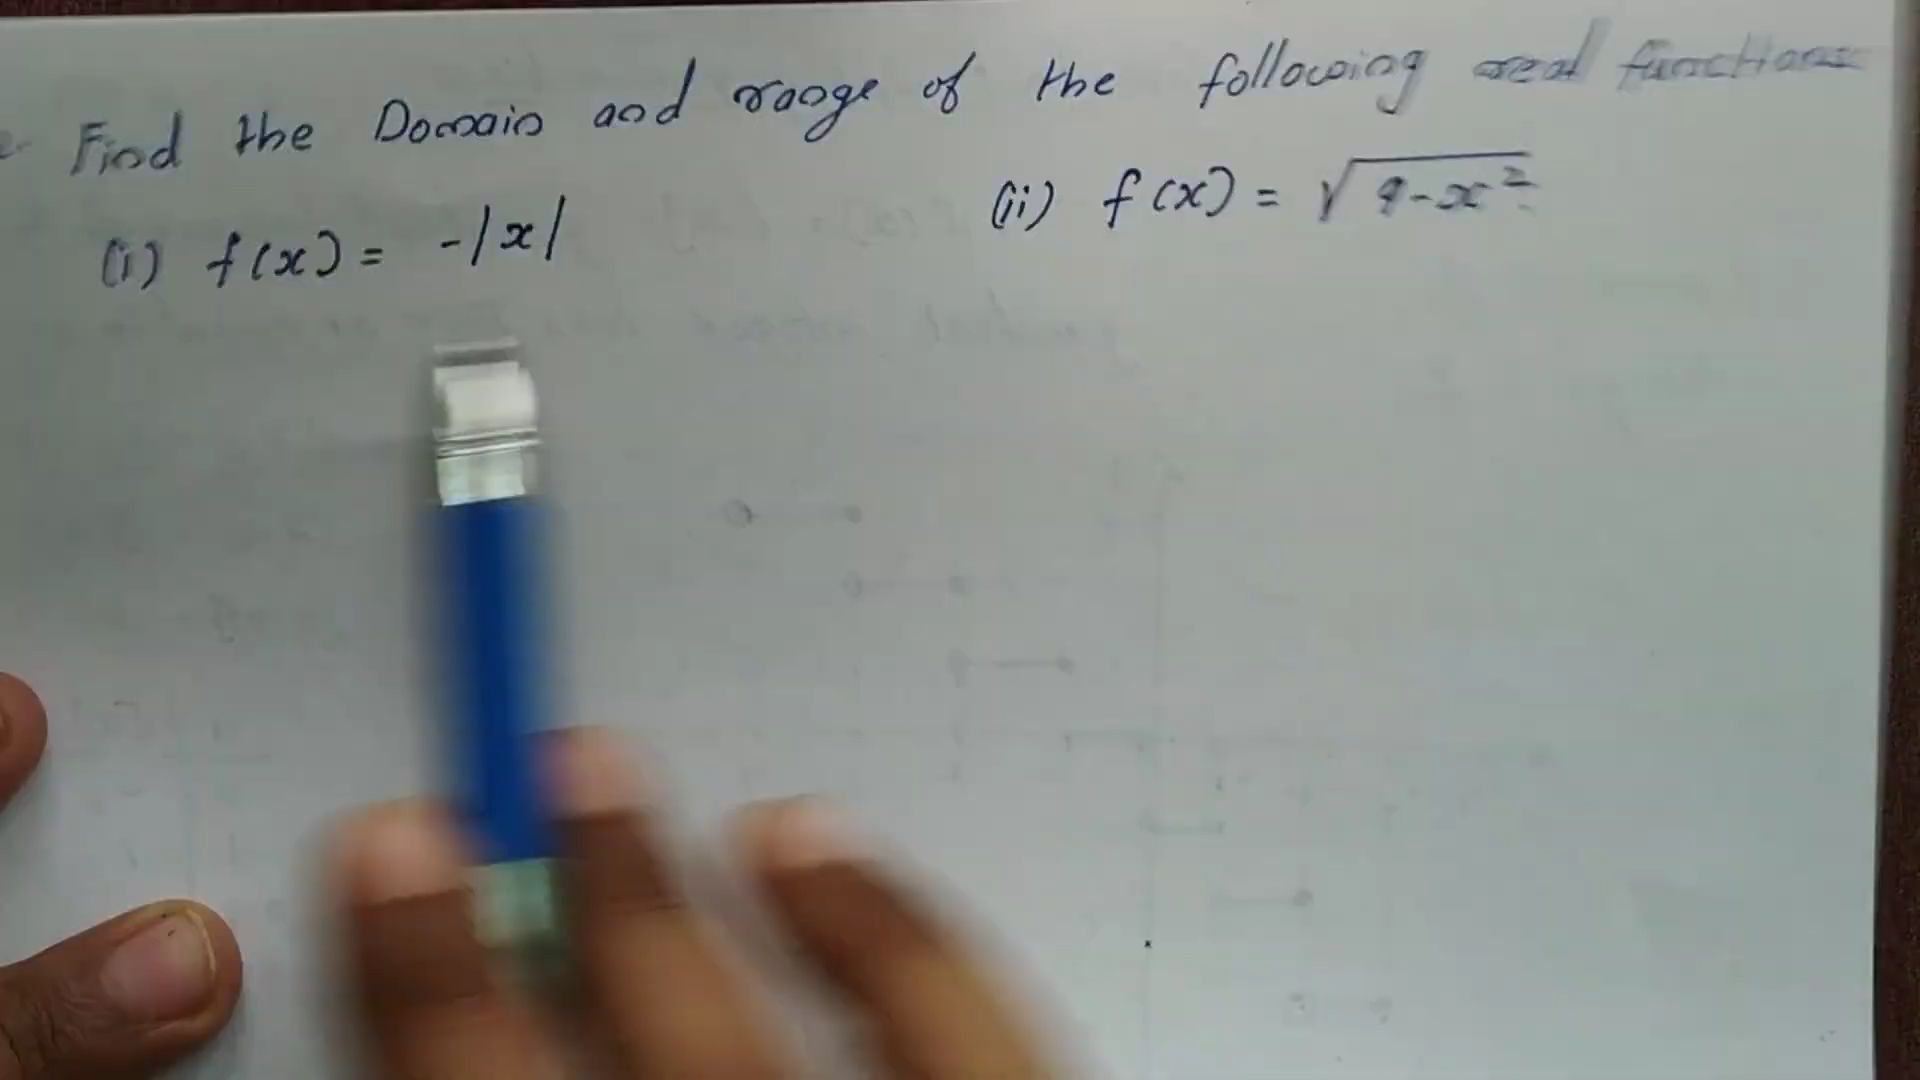 Find the Domain and range of the following real functions
(i) f(x) = -|x| (ii) f(x) = √9-x²